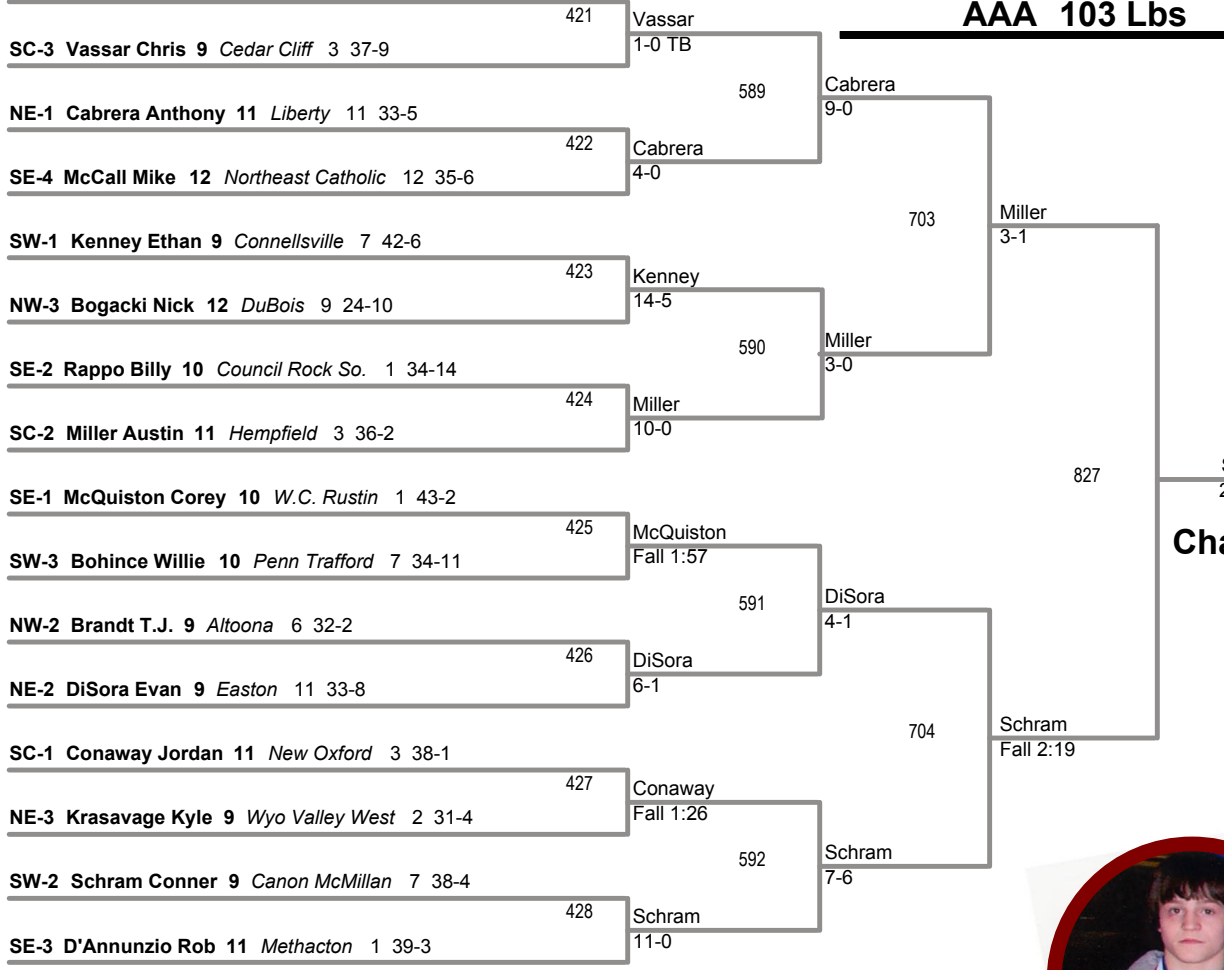 AAA 103 Lbs
421
Vassar
1-0 TB
SC-3 Vassar Chris 9 Cedar Cliff 3 37-9
589
Cabrera
9-0
NE-1 Cabrera Anthony 11 Liberty 11 33-5
422
Cabrera
4-0
SE-4 McCall Mike 12 Northeast Catholic 12 35-6
703
Miller
3-1
SW-1 Kenney Ethan 9 Connellsville 7 42-6
423
Kenney
14-5
NW-3 Bogacki Nick 12 DuBois 9 24-10
590
Miller
3-0
SE-2 Rappo Billy 10 Council Rock So. 1 34-14
424
Miller
10-0
SC-2 Miller Austin 11 Hempfield 3 36-2
827
SE-1 McQuiston Corey 10 W.C. Rustin 1 43-2
425
McQuiston
Fall 1:57
SW-3 Bohince Willie 10 Penn Trafford 7 34-11
591
DiSora
4-1
NW-2 Brandt T.J. 9 Altoona 6 32-2
426
DiSora
6-1
NE-2 DiSora Evan 9 Easton 11 33-8
704
Schram
Fall 2:19
SC-1 Conaway Jordan 11 New Oxford 3 38-1
427
Conaway
Fall 1:26
NE-3 Krasavage Kyle 9 Wyo Valley West 2 31-4
592
Schram
7-6
SW-2 Schram Conner 9 Canon McMillan 7 38-4
428
Schram
11-0
SE-3 D'Annunzio Rob 11 Methacton 1 39-3